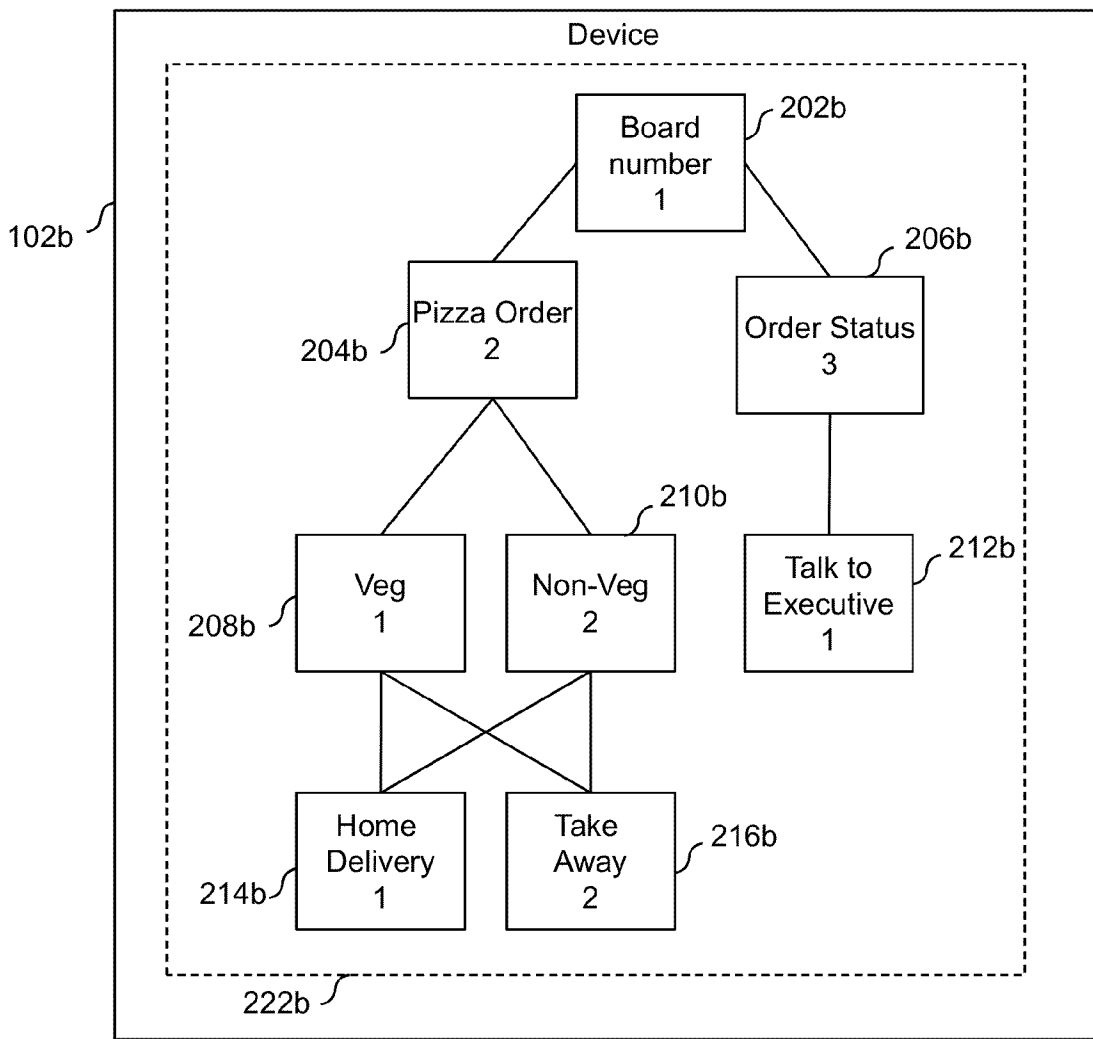 Device
Board
number
1
202b
102b
206b
Pizza Order
2
204b
Order Status
3
210b
Veg
1
208b
Non-Veg
2
Talk to
Executive
1
212b
Home
Delivery
1
214b
Take
Away
2
216b
222b